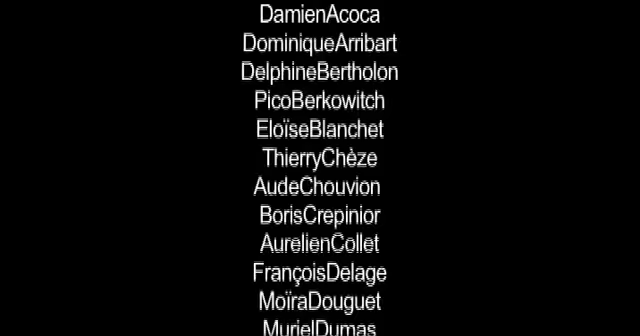 DamienAcoca
DominiqueArribart
DelphineBertholon
PicoBerkowitch
EloïseBlanchet
ThierryChèze
AudeChouvion
BorisCrepinior
AurelienCollet
FrançoisDelage
MoïraDouguet
MurielDumas